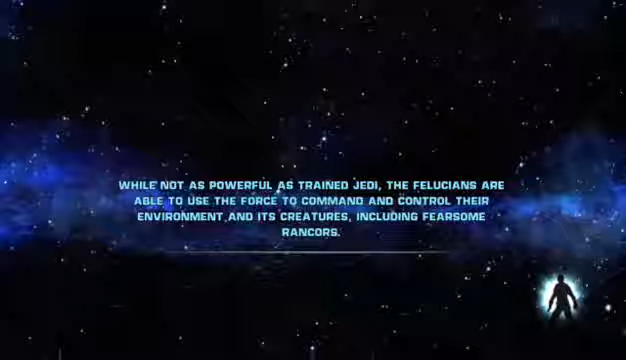 WHILE NOT AS POWERFUL AS TRAINED JEDI, THE FELUCIANS ARE
ABLE TO USE THE FORCE TO COMMAND AND CONTROL THEIR
ENVIRONMENT AND ITS CREATURES, INCLUDING FEARSOME
RANCORS.